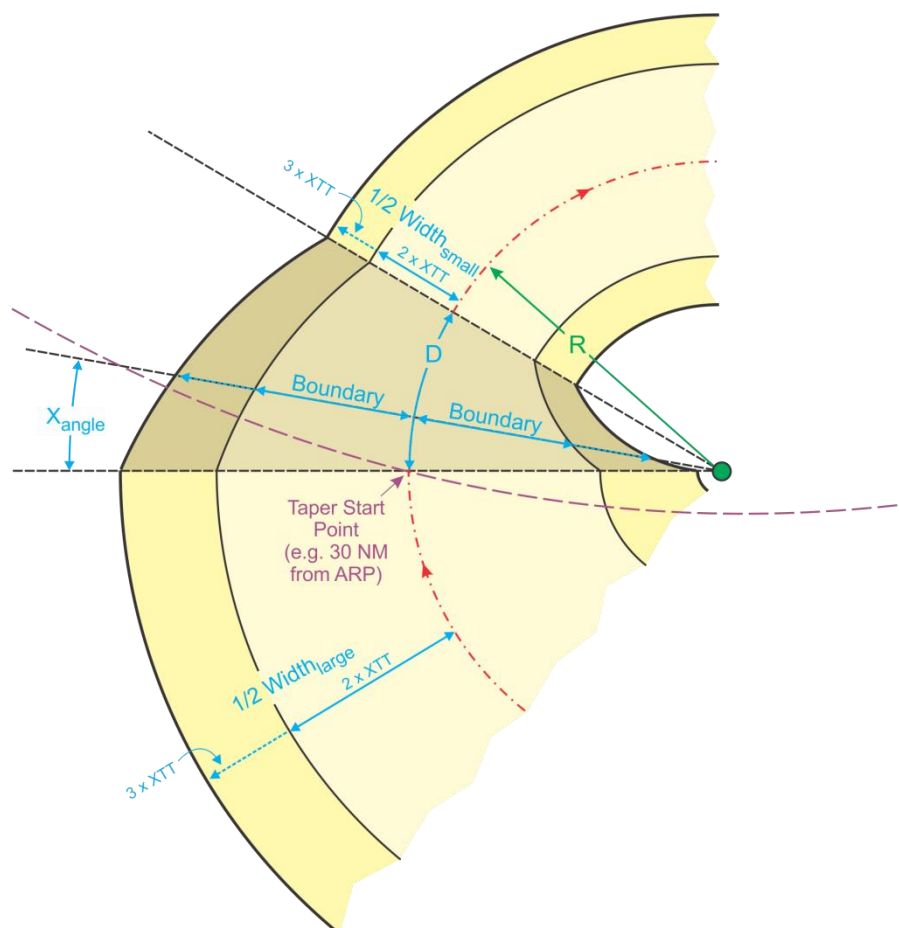 3 x XTT
1/2 Width small
2 x XTT
R
D
Boundary
Boundary
X angle
Taper Start
Point
(e.g. 30 NM
from ARP)
1/2 Width large
2 x XTT
3 x XTT